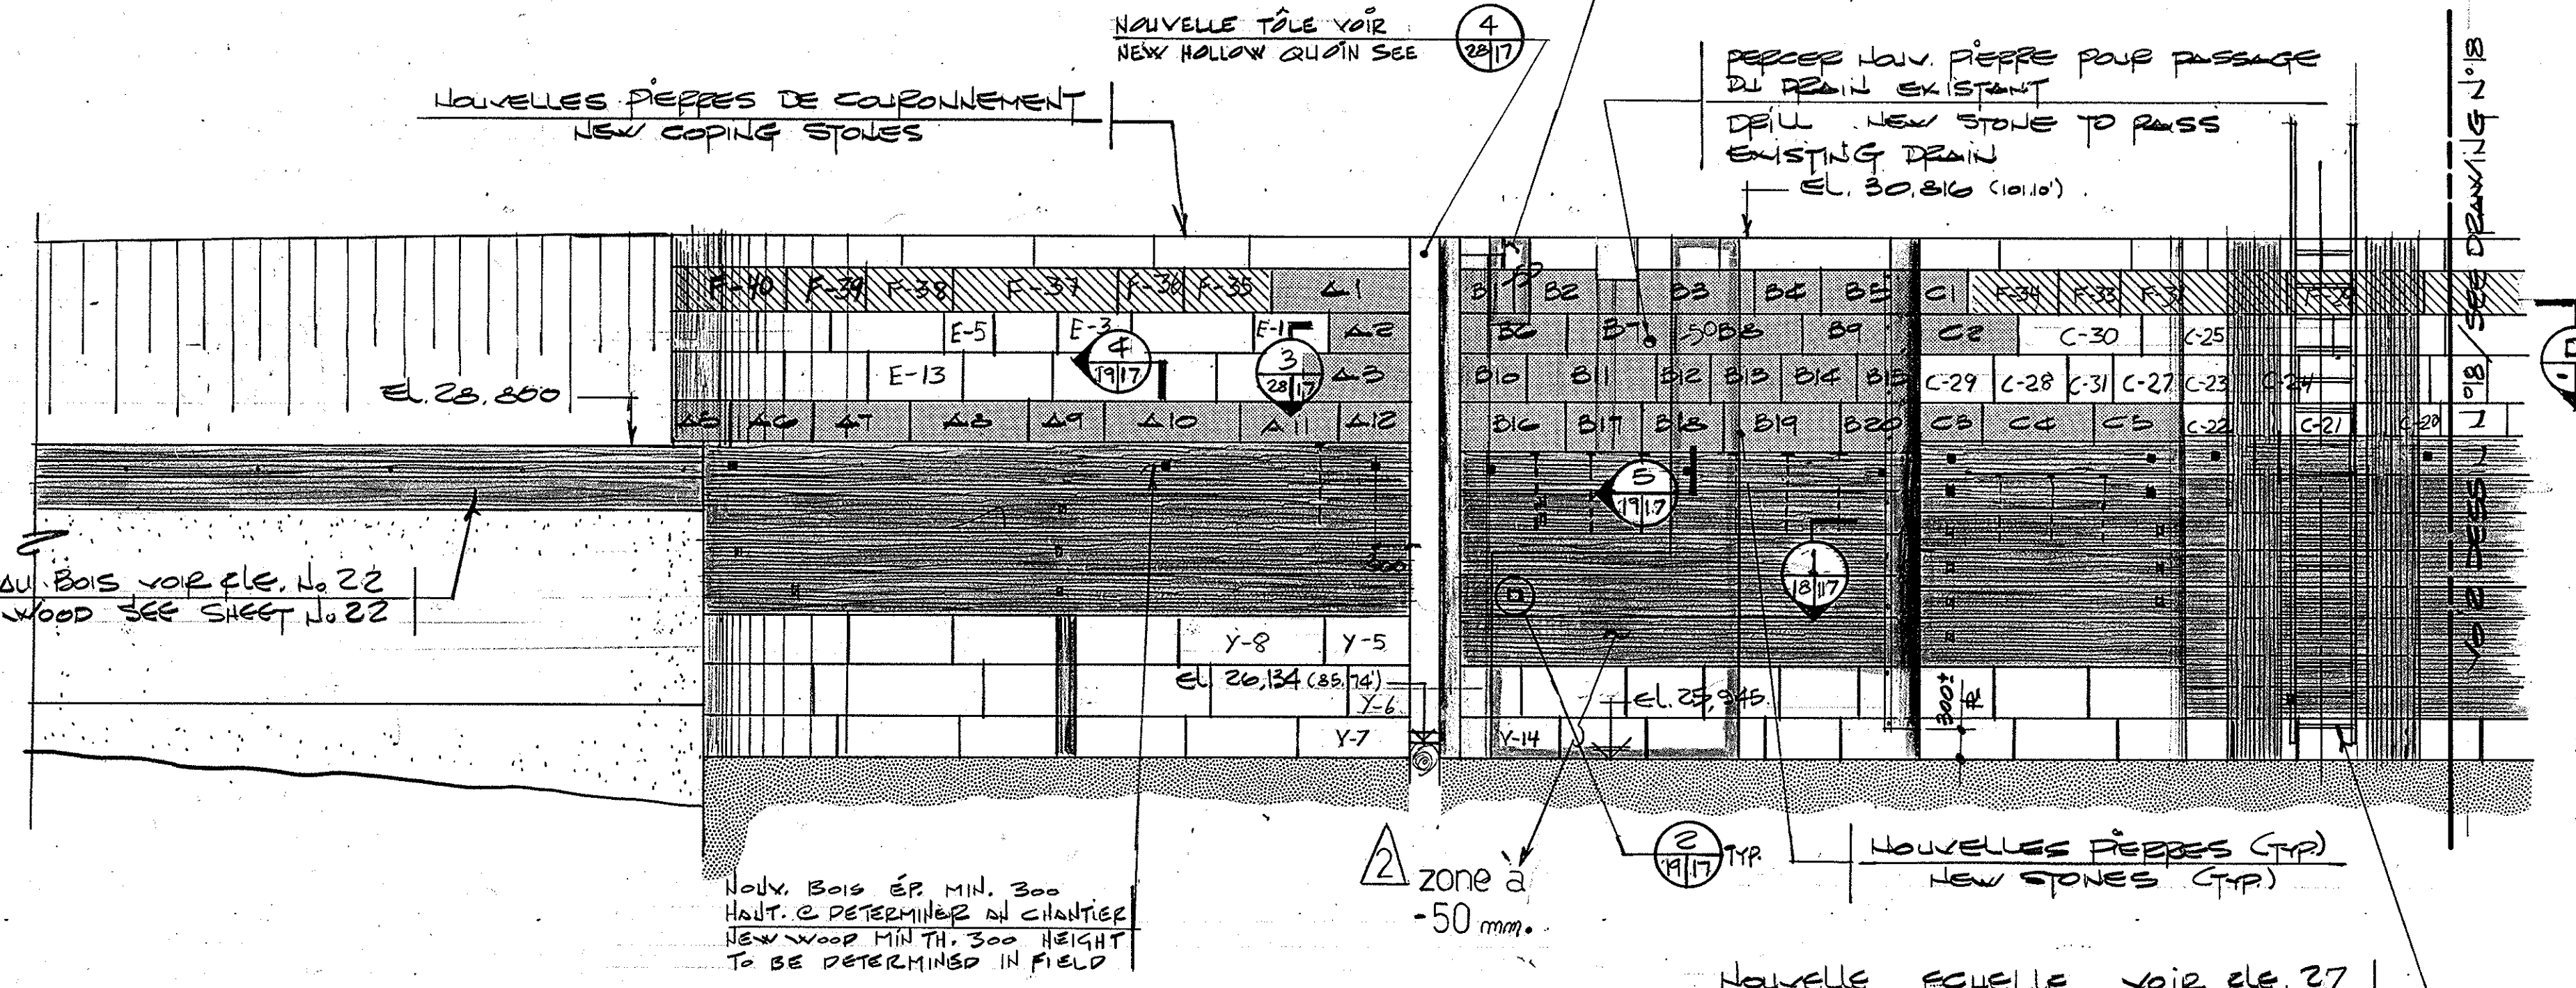 NOUVELLE TÔLE VOIR
NEW HOLLOW QUOIN SEE
4
28|17
NOUVELLES PIERRES DE COURONNEMENT
NEW COPING STONES
PERCER NOUV. PIERRE POUR PASSAGE
DU DRAIN EXISTANT
DRILL NEW STONE TO PASS
EXISTING DRAIN
EL. 30,816 (101.10')
F-40 F-39 F-38 F-37 F-36 F-35 A1 B1 B2 B3 B4 B5 C1 F-34 F-33
E-5 E-3 E-1 A2 B6 B7 -50 B8 B9 C2 C-30 C-25
4
19|17
3
28|17
E-13 A3 B10 B11 B12 B13 B14 B15 C-29 C-28 C-31 C-27 C-23 C-24
EL. 28,800
A5 A6 A7 A8 A9 A10 A11 A12 B16 B17 B18 B19 B20 C3 C4 C5 C-22 C-21 C-20
5
19|17
1
18|17
D
BOIS VOIR FLE. No 22
WOOD SEE SHEET No 22
Y-8 Y-5
EL. 26,134 (85.74')
Y-6
EL. 25,945
300±
Y-7 Y-14
VOIR DESSIN N°18/SEE DRAWING N°18
2
zone à
-50 mm.
2
19|17
TYP.
NOUVELLES PIERRES (TYP.)
NEW STONES (TYP.)
NOUV. BOIS ÉP. MIN. 300
HAUT. @ DETERMINER AU CHANTIER
NEW WOOD MIN TH. 300 HEIGHT
TO BE DETERMINED IN FIELD
NOUVELLE ECHELLE VOIR FLE. 27